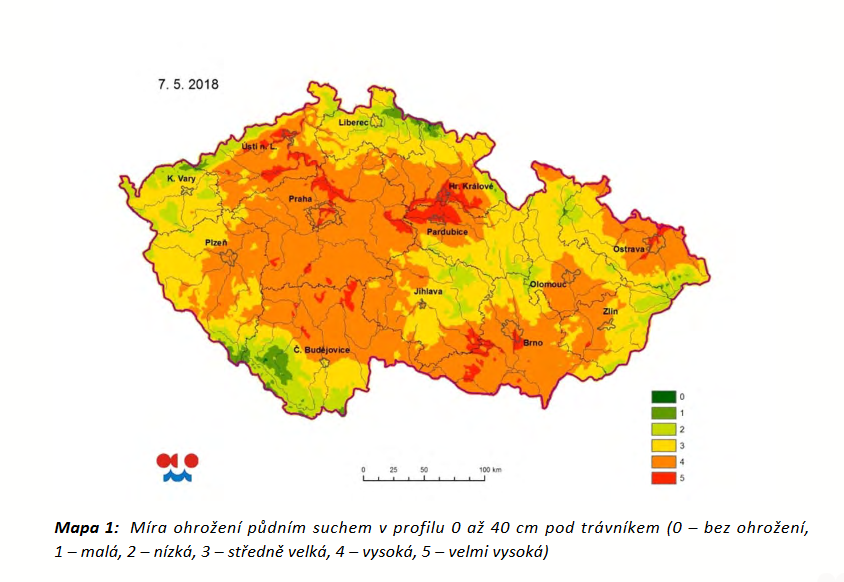 7. 5. 2018
Liberec
Ústí n. L.
K. Vary
Hr. Králové
Praha
Pardubice
Plzeň
Ostrava
Olomouc
Jihlava
Zlín
Brno
Č. Budějovice
0
1
2
3
4
5
0 25 50 100 km
Mapa 1: Míra ohrožení půdním suchem v profilu 0 až 40 cm pod trávníkem (0 – bez ohrožení,
1 – malá, 2 – nízká, 3 – středně velká, 4 – vysoká, 5 – velmi vysoká)